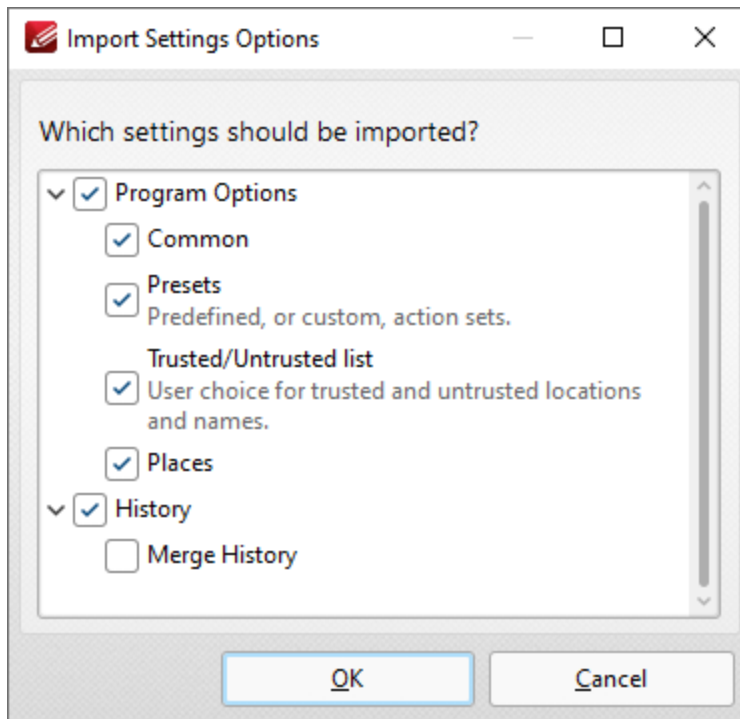 Import Settings Options
Which settings should be imported?
Program Options
Common
Presets
Predefined, or custom, action sets.
Trusted/Untrusted list
User choice for trusted and untrusted locations
and names.
Places
History
Merge History
OK
Cancel